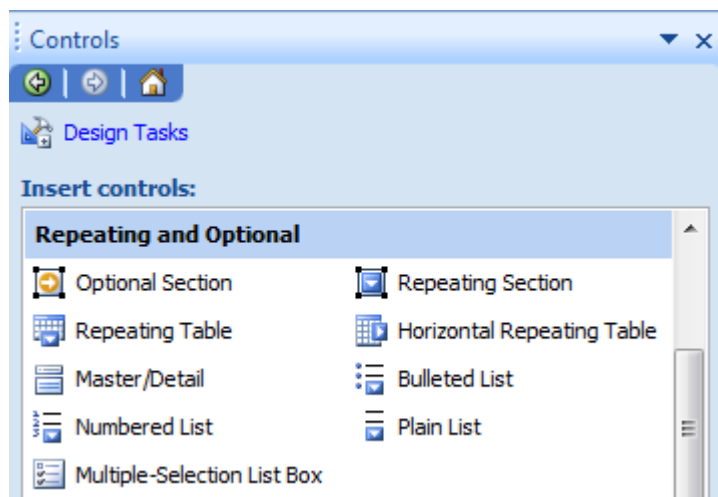 Controls
Design Tasks
Insert controls:
Repeating and Optional
Optional Section Repeating Section
Repeating Table Horizontal Repeating Table
Master/Detail Bulleted List
Numbered List Plain List
Multiple-Selection List Box